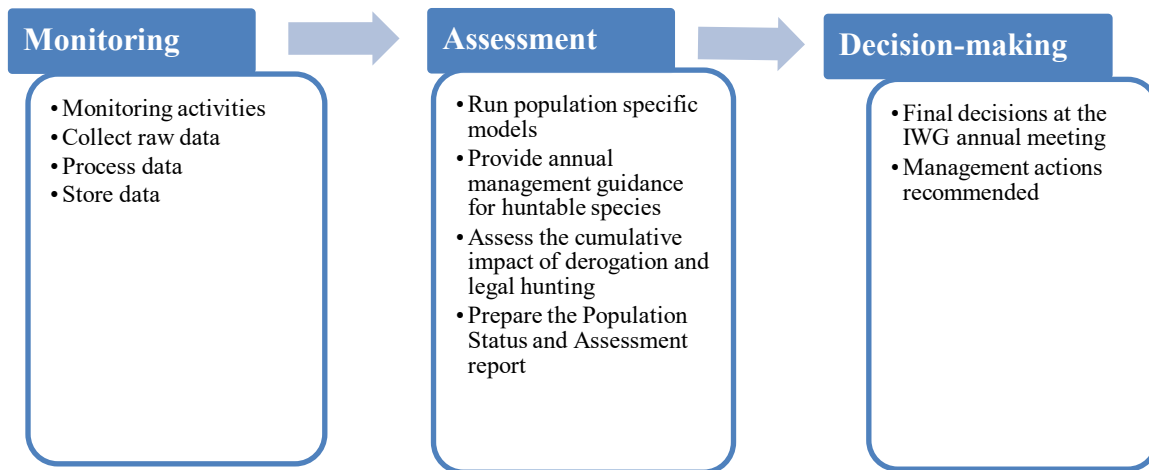 Monitoring
• Monitoring activities
• Collect raw data
• Process data
• Store data
Assessment
• Run population specific
models
• Provide annual
management guidance
for huntable species
• Assess the cumulative
impact of derogation and
legal hunting
• Prepare the Population
Status and Assessment
report
Decision-making
• Final decisions at the
IWG annual meeting
• Management actions
recommended